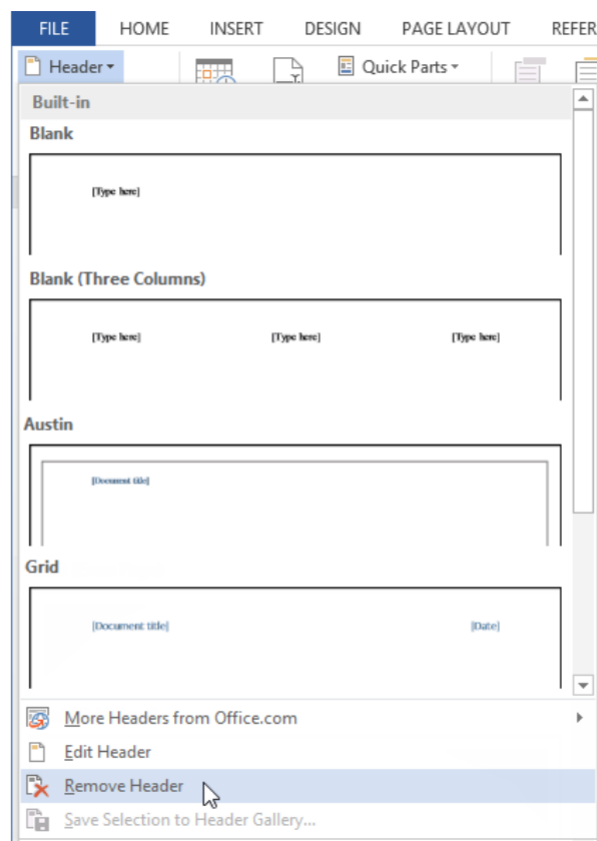 FILE HOME INSERT DESIGN PAGE LAYOUT REFER
Header Quick Parts
Built-in
Blank
[Type here]
Blank (Three Columns)
[Type here] [Type here] [Type here]
Austin
[Document title]
Grid
[Document title] [Date]
More Headers from Office.com
Edit Header
Remove Header
Save Selection to Header Gallery...